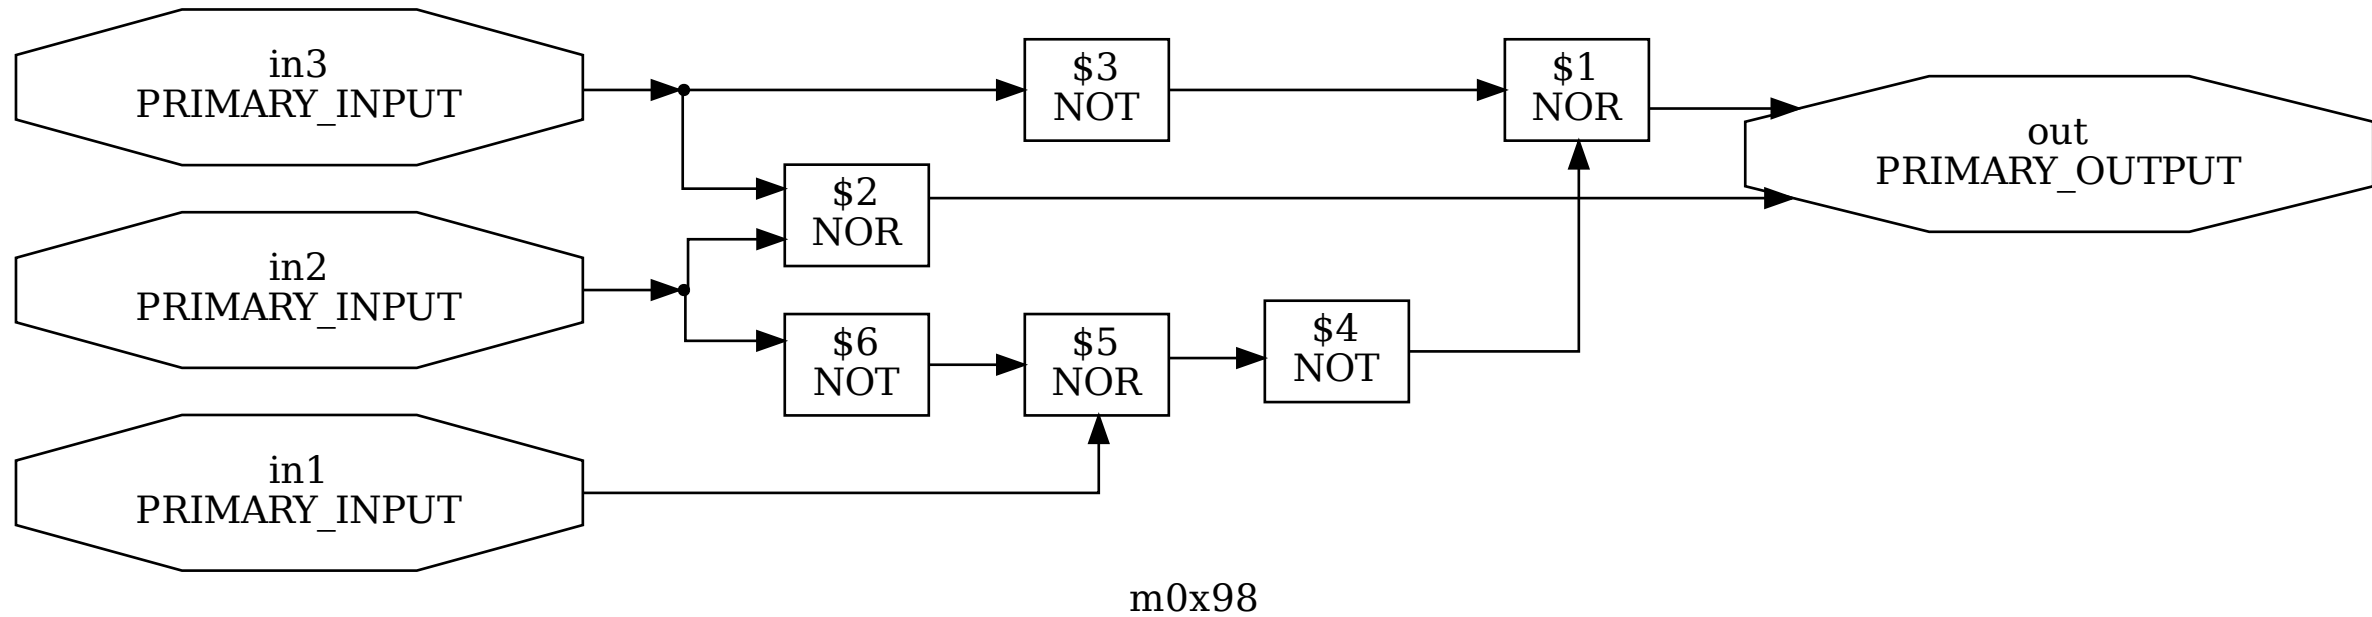 in3
PRIMARY_INPUT
$3
NOT
$1
NOR
out
PRIMARY_OUTPUT
$2
NOR
in2
PRIMARY_INPUT
$6
NOT
$5
NOR
$4
NOT
in1
PRIMARY_INPUT
m0x98